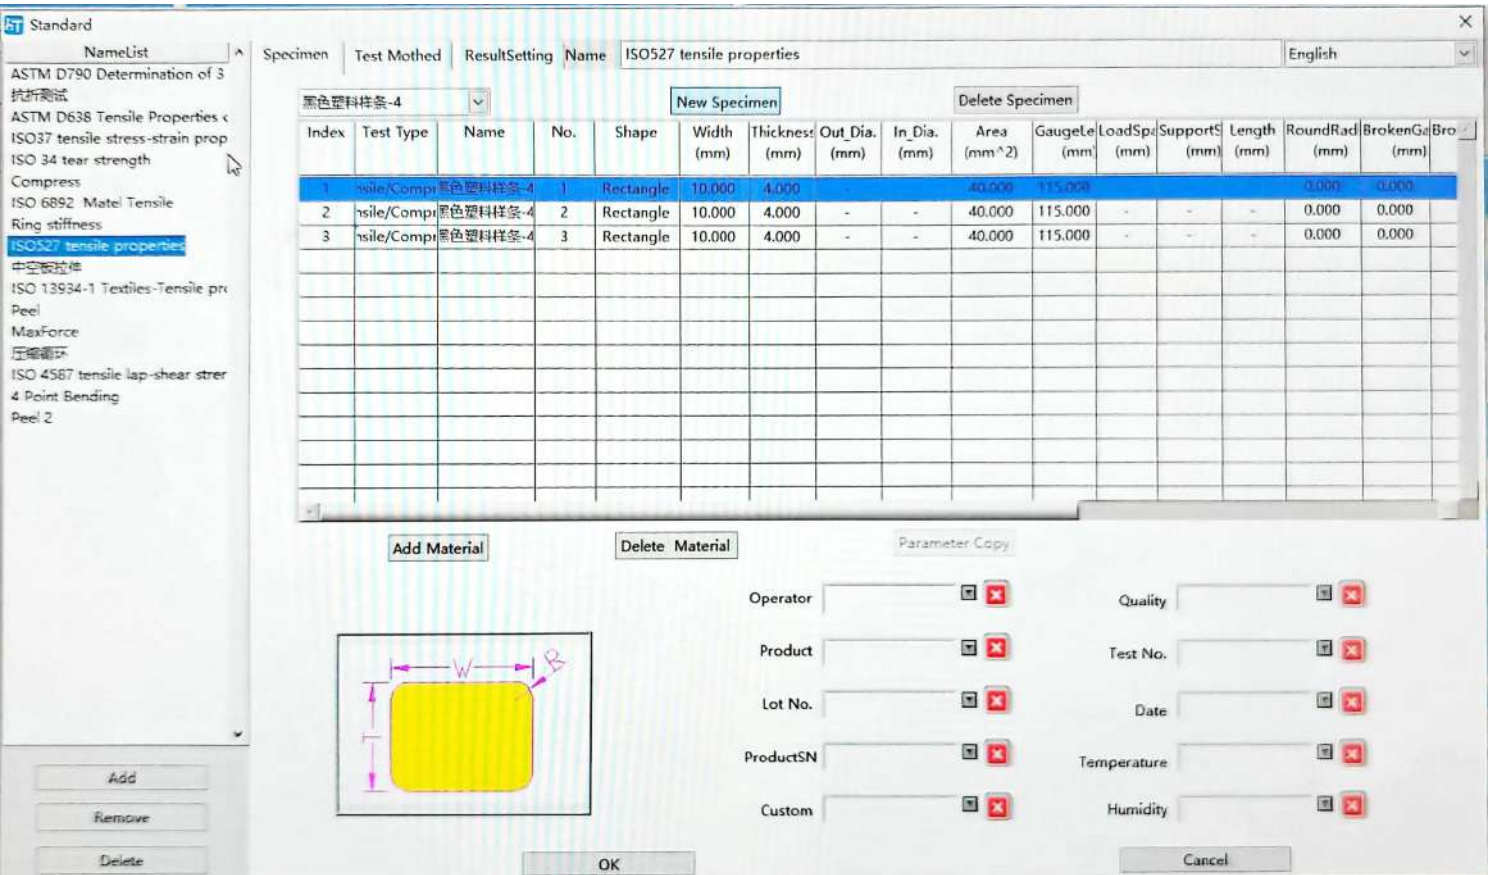 Standard
NameList
ASTM D790 Determination of 3
抗折测试
ASTM D638 Tensile Properties
ISO37 tensile stress-strain prop
ISO 34 tear strength
Compress
ISO 6892 Matel Tensile
Ring stiffness
ISO527 tensile properties
中空板拉伸
ISO 13934-1 Textiles-Tensile pr
Peel
MaxForce
压缩循环
ISO 4587 tensile lap-shear strer
4 Point Bending
Peel 2
Add
Remove
Delete
Specimen Test Mothed ResultSetting Name ISO527 tensile properties English
黑色塑料样条-4 New Specimen Delete Specimen
Index Test Type Name No. Shape Width Thickness Out_Dia. In_Dia. Area GaugeLe LoadSpa SupportS Length RoundRad BrokenGa Bro
(mm) (mm) (mm) (mm) (mm^2) (mm) (mm) (mm) (mm) (mm) (mm)
1 nsile/Compr 黑色塑料样条-4 1 Rectangle 10.000 4.000 - - 40.000 115.000 0.000 0.000
2 nsile/Compr 黑色塑料样条-4 2 Rectangle 10.000 4.000 - - 40.000 115.000 - - - 0.000 0.000
3 nsile/Compr 黑色塑料样条-4 3 Rectangle 10.000 4.000 - - 40.000 115.000 - - - 0.000 0.000
Add Material Delete Material Parameter Copy
W R
T
Operator Quality
Product Test No.
Lot No. Date
ProductSN Temperature
Custom Humidity
OK Cancel